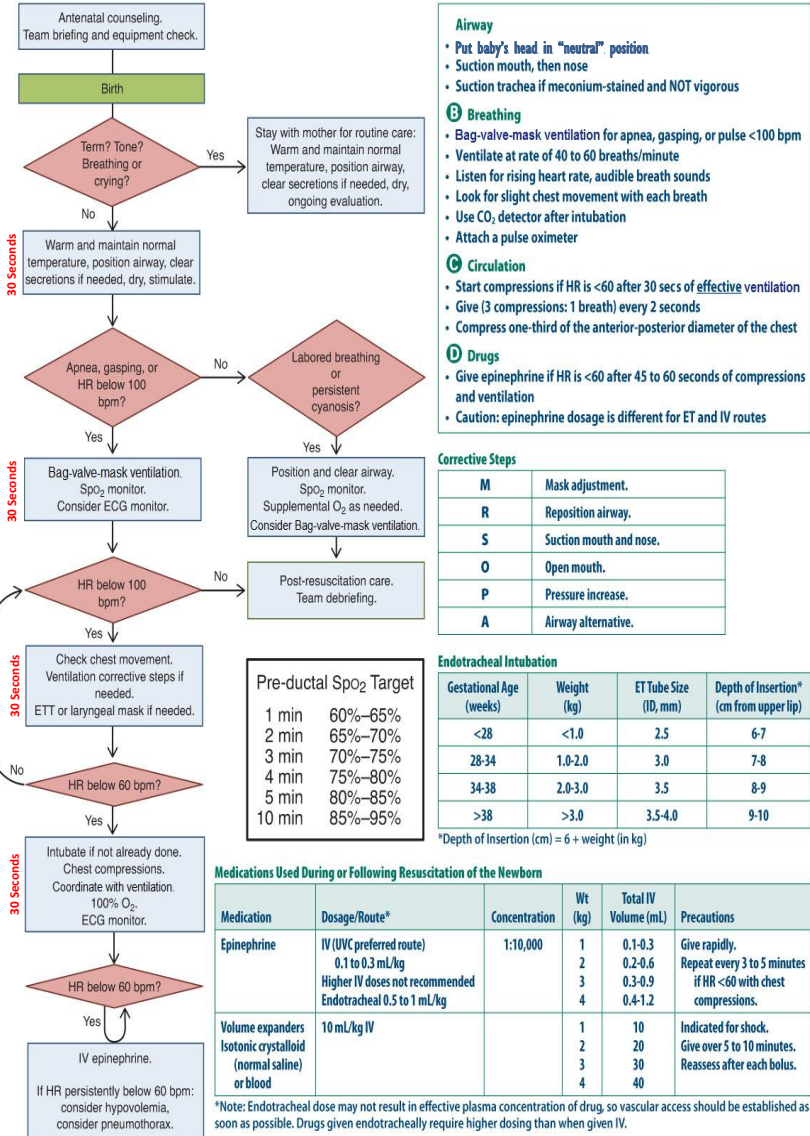 Antenatal counseling.
Team briefing and equipment check.
Birth
Term? Tone?
Breathing or
crying?
Yes
Stay with mother for routine care:
Warm and maintain normal
temperature, position airway,
clear secretions if needed, dry,
ongoing evaluation.
No
30 Seconds
Warm and maintain normal
temperature, position airway, clear
secretions if needed, dry, stimulate.
Apnea, gasping, or
HR below 100
bpm?
No
Labored breathing
or persistent
cyanosis?
Yes
Yes
30 Seconds
Bag-valve-mask ventilation.
SpO2 monitor.
Consider ECG monitor.
Position and clear airway.
SpO2 monitor.
Supplemental O2 as needed.
Consider Bag-valve-mask ventilation.
HR below 100
bpm?
No
Post-resuscitation care.
Team debriefing.
Yes
30 Seconds
Check chest movement.
Ventilation corrective steps if
needed.
ETT or laryngeal mask if needed.
No
HR below 60 bpm?
Yes
30 Seconds
Intubate if not already done.
Chest compressions.
Coordinate with ventilation.
100% O2.
ECG monitor.
HR below 60 bpm?
Yes
IV epinephrine.
If HR persistently below 60 bpm:
consider hypovolemia,
consider pneumothorax.
Pre-ductal SpO2 Target
1 min 60%–65%
2 min 65%–70%
3 min 70%–75%
4 min 75%–80%
5 min 80%–85%
10 min 85%–95%
Airway
• Put baby's head in "neutral" position
• Suction mouth, then nose
• Suction trachea if meconium-stained and NOT vigorous
B Breathing
• Bag-valve-mask ventilation for apnea, gasping, or pulse <100 bpm
• Ventilate at rate of 40 to 60 breaths/minute
• Listen for rising heart rate, audible breath sounds
• Look for slight chest movement with each breath
• Use CO2 detector after intubation
• Attach a pulse oximeter
C Circulation
• Start compressions if HR is <60 after 30 secs of effective ventilation
• Give (3 compressions: 1 breath) every 2 seconds
• Compress one-third of the anterior-posterior diameter of the chest
D Drugs
• Give epinephrine if HR is <60 after 45 to 60 seconds of compressions
and ventilation
• Caution: epinephrine dosage is different for ET and IV routes
Corrective Steps
M Mask adjustment.
R Reposition airway.
S Suction mouth and nose.
O Open mouth.
P Pressure increase.
A Airway alternative.
Endotracheal Intubation
Gestational Age Weight ET Tube Size Depth of Insertion*
(weeks) (kg) (ID, mm) (cm from upper lip)
<28 <1.0 2.5 6-7
28-34 1.0-2.0 3.0 7-8
34-38 2.0-3.0 3.5 8-9
>38 >3.0 3.5-4.0 9-10
*Depth of Insertion (cm) = 6 + weight (in kg)
Medications Used During or Following Resuscitation of the Newborn
Wt Total IV
Medication Dosage/Route* Concentration (kg) Volume (mL) Precautions
Epinephrine IV (UVC preferred route) 1:10,000 1 0.1-0.3 Give rapidly.
0.1 to 0.3 mL/kg 2 0.2-0.6 Repeat every 3 to 5 minutes
Higher IV doses not recommended 3 0.3-0.9 if HR <60 with chest
Endotracheal 0.5 to 1 mL/kg 4 0.4-1.2 compressions.
Volume expanders 10 mL/kg IV 1 10 Indicated for shock.
Isotonic crystalloid 2 20 Give over 5 to 10 minutes.
(normal saline) 3 30 Reassess after each bolus.
or blood 4 40
*Note: Endotracheal dose may not result in effective plasma concentration of drug, so vascular access should be established as
soon as possible. Drugs given endotracheally require higher dosing than when given IV.